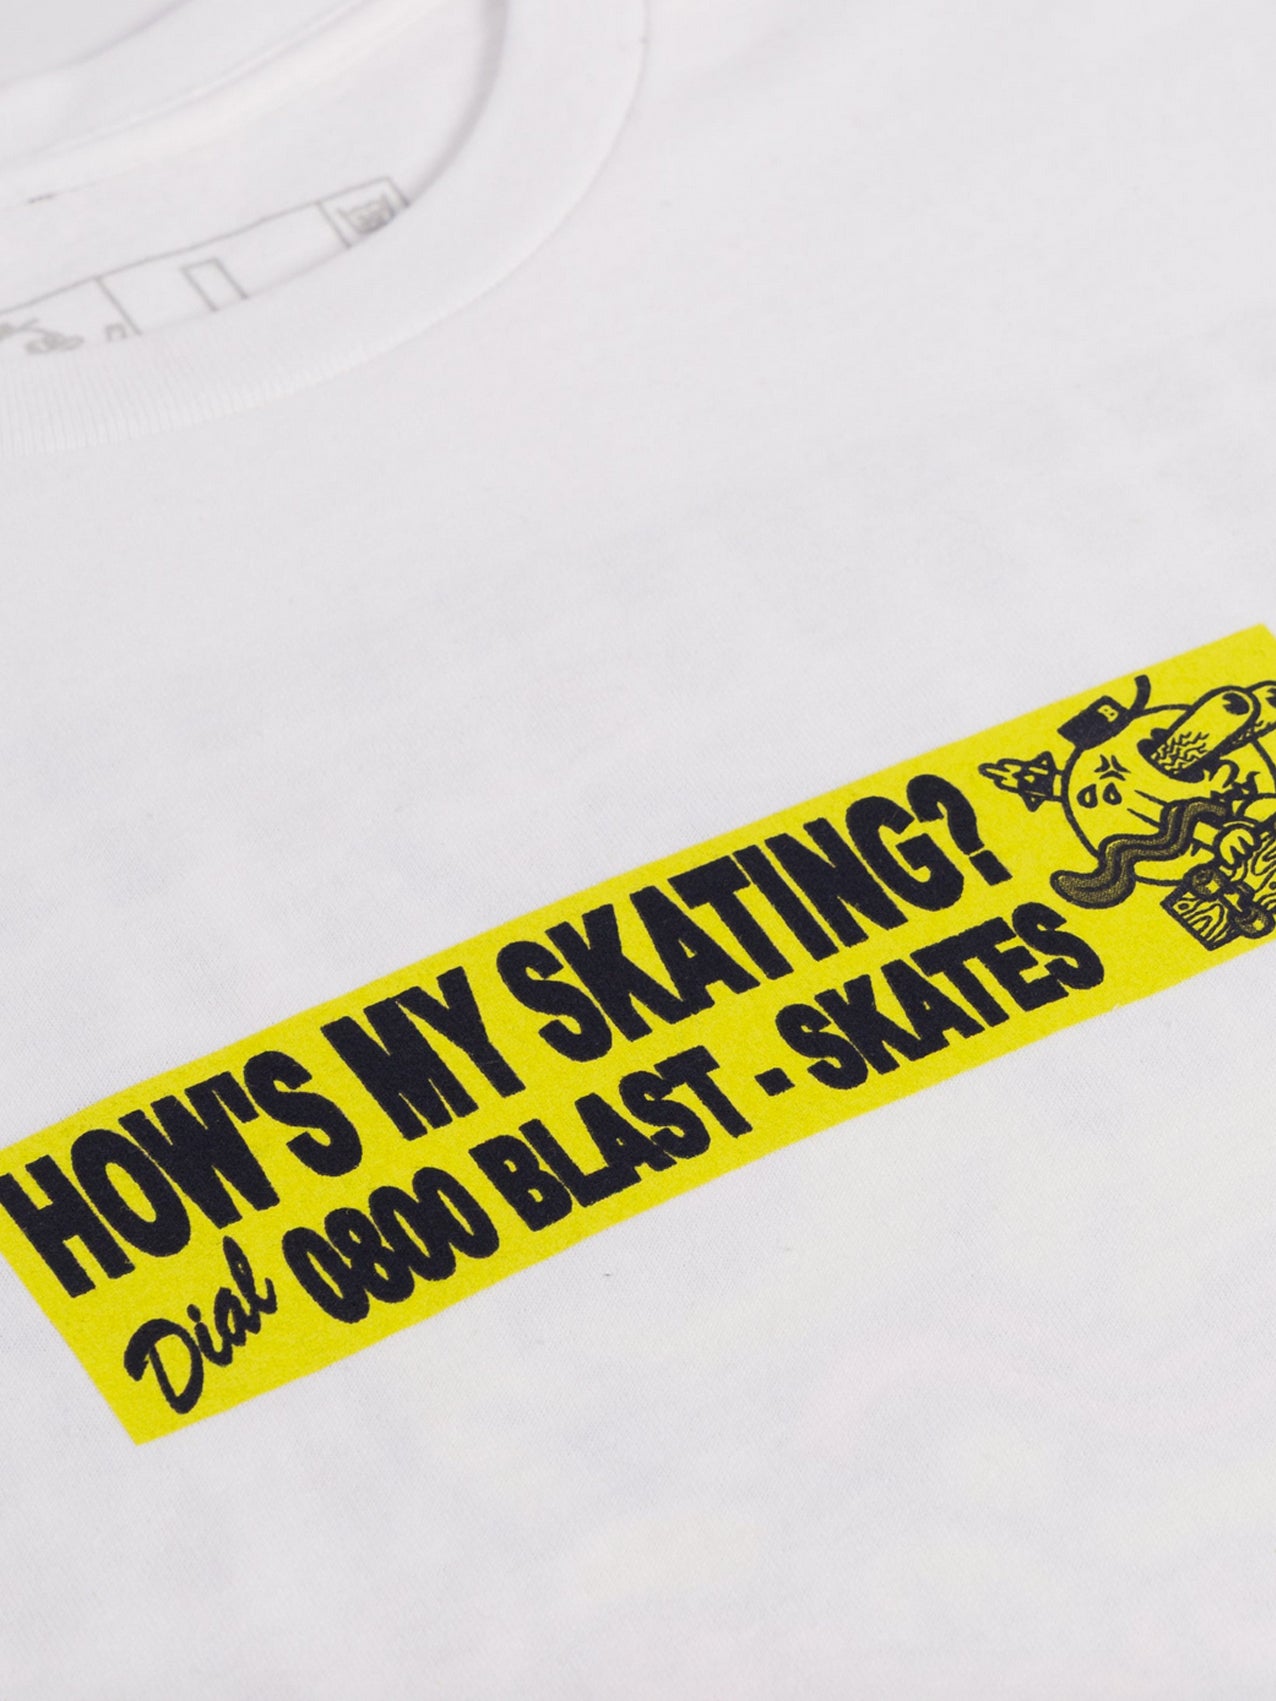 HOW'S MY SKATING?
Dial 0800 BLAST - SKATES
B